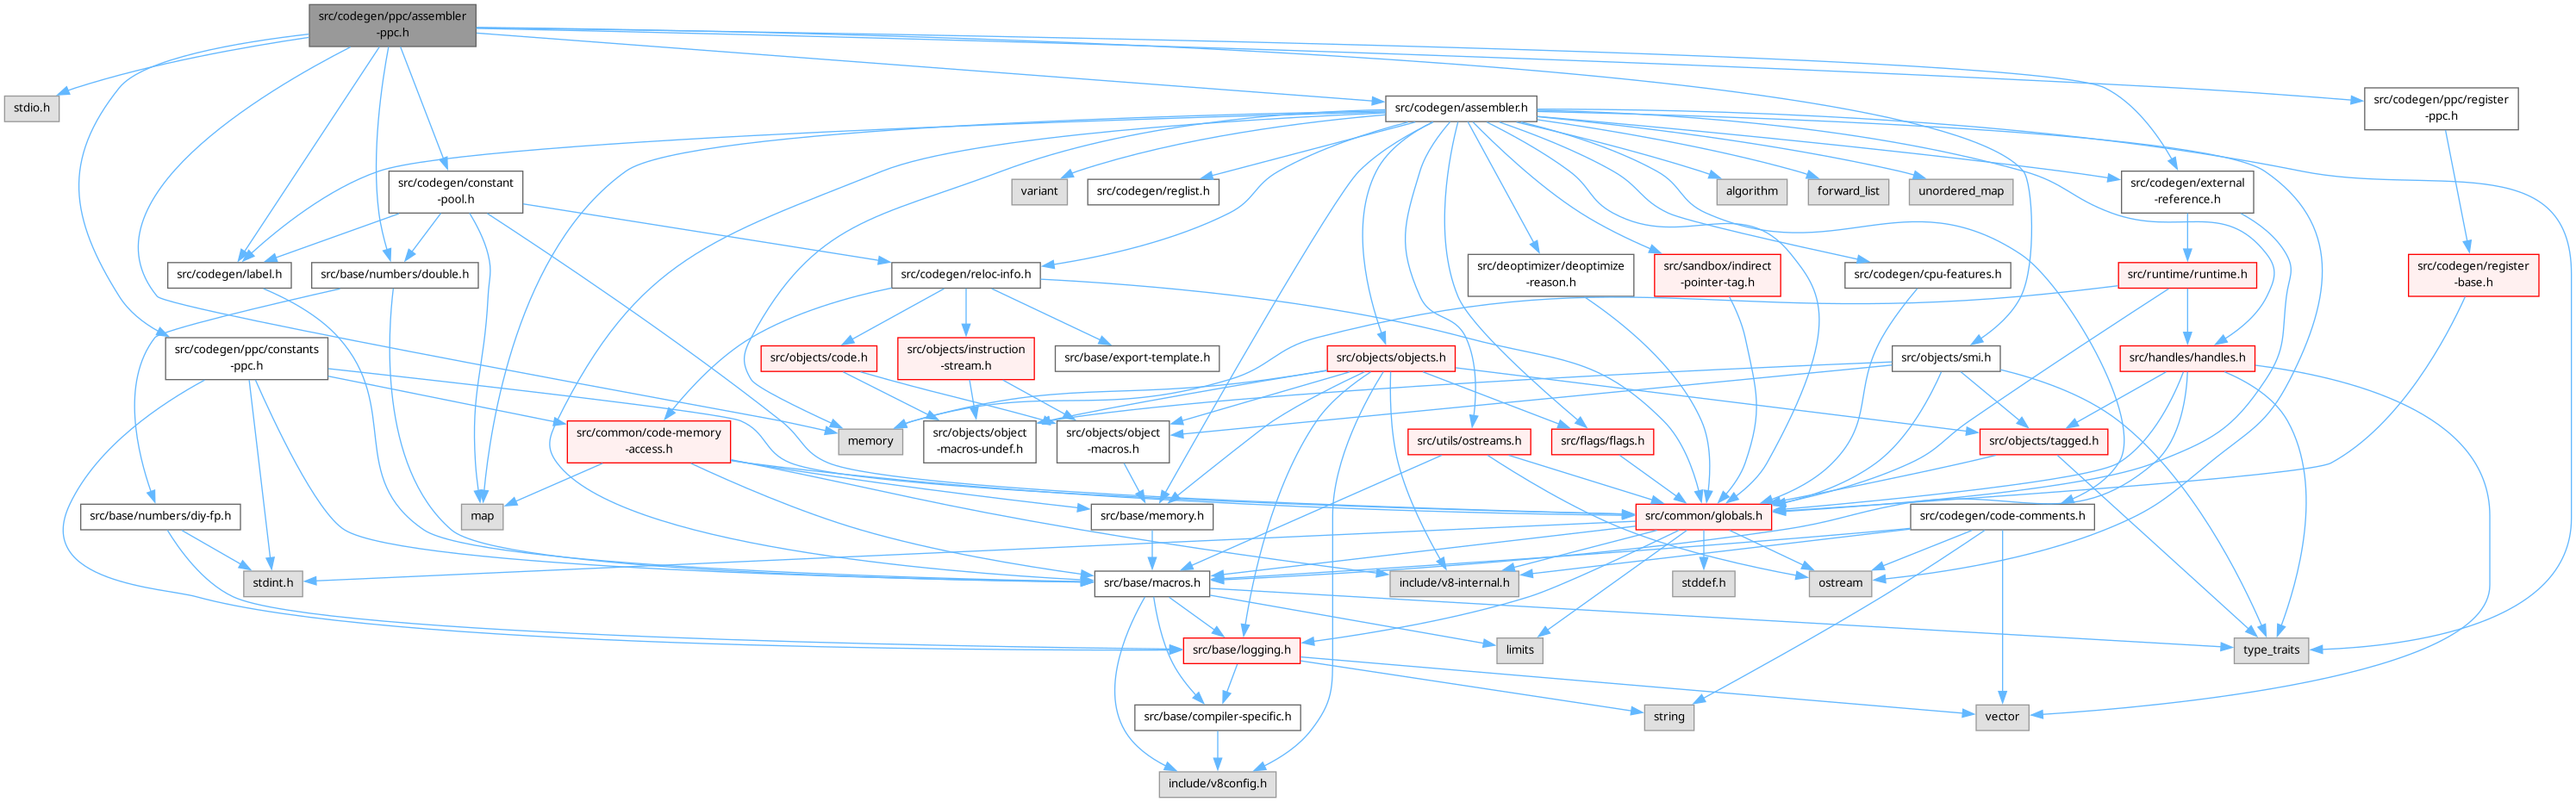 src/codegen/ppc/assembler
-ppc.h
stdio.h
src/codegen/assembler.h
src/codegen/ppc/register
-ppc.h
src/codegen/constant
-pool.h
variant
src/codegen/reglist.h
algorithm
forward_list
unordered_map
src/codegen/external
-reference.h
src/codegen/label.h
src/base/numbers/double.h
src/codegen/reloc-info.h
src/deoptimizer/deoptimize
-reason.h
src/sandbox/indirect
-pointer-tag.h
src/codegen/cpu-features.h
src/runtime/runtime.h
src/codegen/register
-base.h
src/codegen/ppc/constants
-ppc.h
src/objects/code.h
src/objects/instruction
-stream.h
src/base/export-template.h
src/objects/objects.h
src/objects/smi.h
src/handles/handles.h
src/common/code-memory
-access.h
memory
src/objects/object
-macros-undef.h
src/objects/object
-macros.h
src/utils/ostreams.h
src/flags/flags.h
src/objects/tagged.h
src/base/numbers/diy-fp.h
map
src/base/memory.h
src/common/globals.h
src/codegen/code-comments.h
stdint.h
src/base/macros.h
include/v8-internal.h
stddef.h
ostream
src/base/logging.h
limits
type_traits
src/base/compiler-specific.h
string
vector
include/v8config.h